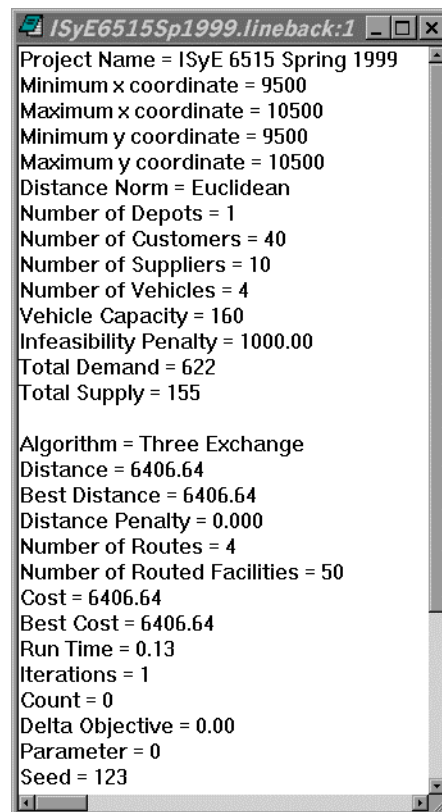 ISyE6515Sp1999.lineback:1
Project Name = ISyE 6515 Spring 1999
Minimum x coordinate = 9500
Maximum x coordinate = 10500
Minimum y coordinate = 9500
Maximum y coordinate = 10500
Distance Norm = Euclidean
Number of Depots = 1
Number of Customers = 40
Number of Suppliers = 10
Number of Vehicles = 4
Vehicle Capacity = 160
Infeasibility Penalty = 1000.00
Total Demand = 622
Total Supply = 155
Algorithm = Three Exchange
Distance = 6406.64
Best Distance = 6406.64
Distance Penalty = 0.000
Number of Routes = 4
Number of Routed Facilities = 50
Cost = 6406.64
Best Cost = 6406.64
Run Time = 0.13
Iterations = 1
Count = 0
Delta Objective = 0.00
Parameter = 0
Seed = 123